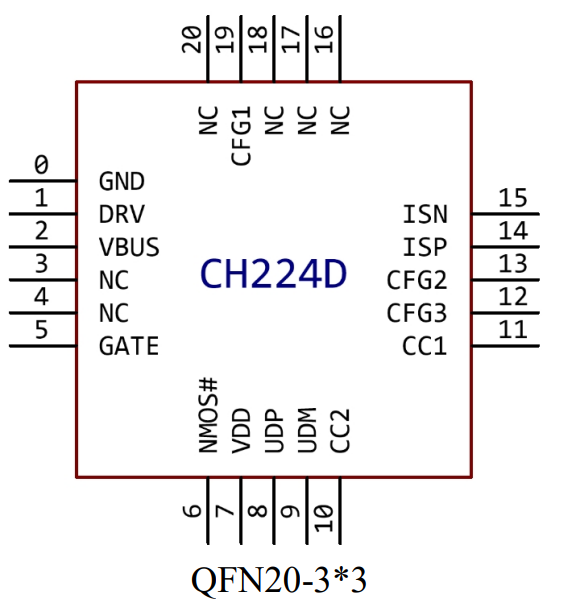 20 19 18 17 16
NC CFG1 NC NC NC
0 GND
1 DRV
ISN 15
2 VBUS
ISP 14
3 NC
CH224D
CFG2 13
4 NC
CFG3 12
5 GATE
CC1 11
NMOS# VDD UDP UDM CC2
6 7 8 9 10
QFN20-3*3